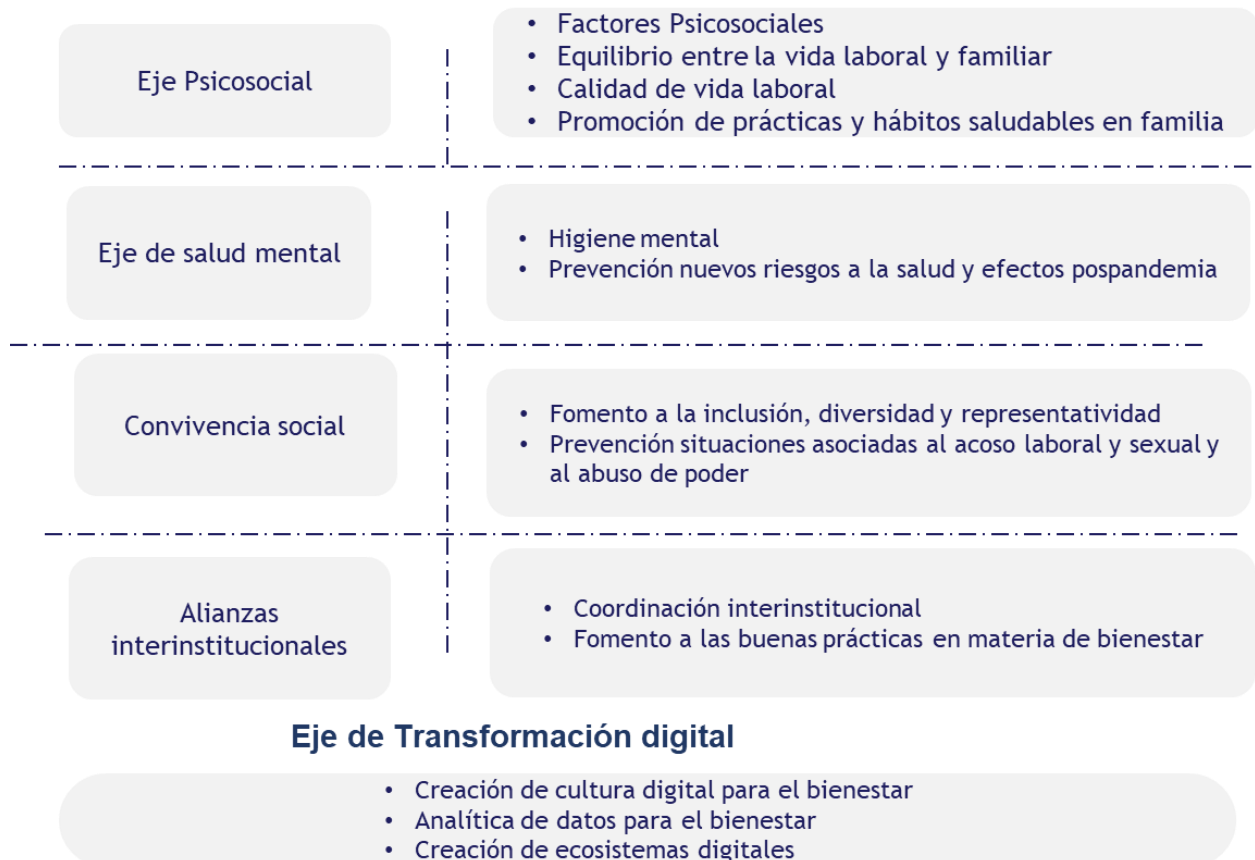 Eje Psicosocial
• Factores Psicosociales
• Equilibrio entre la vida laboral y familiar
• Calidad de vida laboral
• Promoción de prácticas y hábitos saludables en familia
Eje de salud mental
• Higiene mental
• Prevención nuevos riesgos a la salud y efectos pospandemia
Convivencia social
• Fomento a la inclusión, diversidad y representatividad
• Prevención situaciones asociadas al acoso laboral y sexual y
al abuso de poder
Alianzas
interinstitucionales
• Coordinación interinstitucional
• Fomento a las buenas prácticas en materia de bienestar
Eje de Transformación digital
• Creación de cultura digital para el bienestar
• Analítica de datos para el bienestar
• Creación de ecosistemas digitales